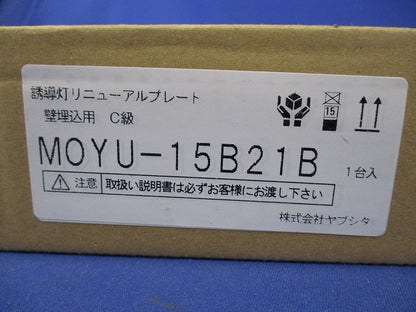 誘導灯リニューアルプレート
壁埋込用 C級
15
MOYU-15B21B
1台入
注意 取扱い説明書は必ずお客様にお渡し下さい
株式会社ヤブシタ